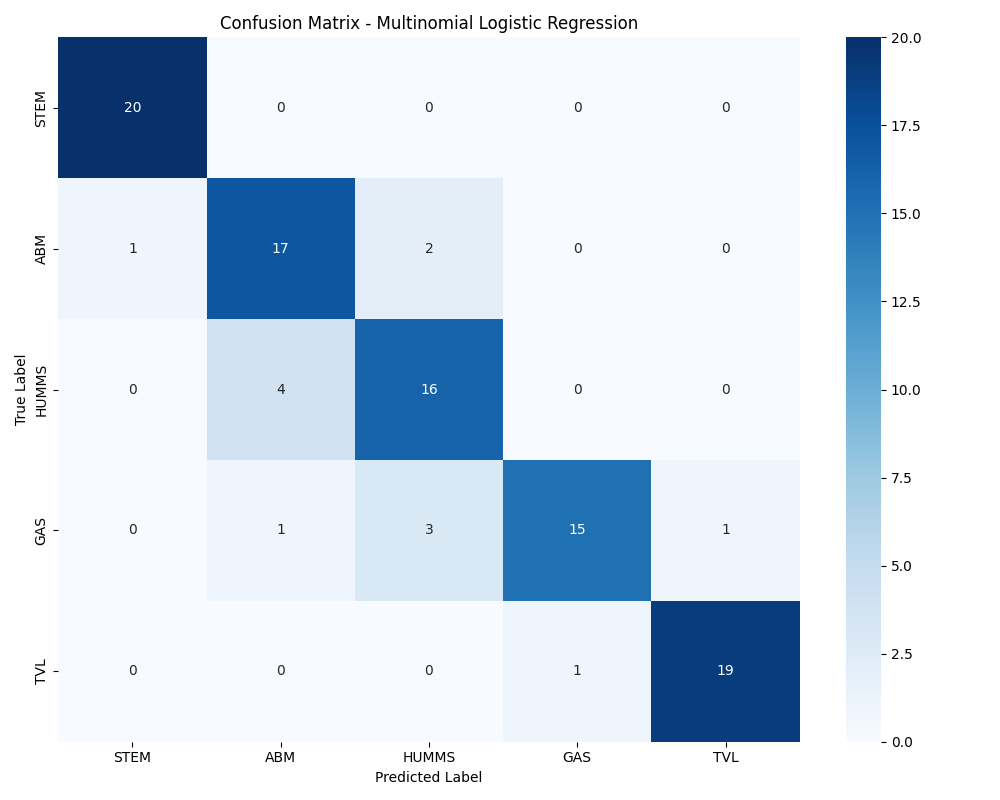 Confusion Matrix - Multinomial Logistic Regression
True Label
STEM 20 0 0 0 0
ABM 1 17 2 0 0
HUMMS 0 4 16 0 0
GAS 0 1 3 15 1
TVL 0 0 0 1 19
STEM ABM HUMMS GAS TVL
Predicted Label
20.0
17.5
15.0
12.5
10.0
7.5
5.0
2.5
0.0